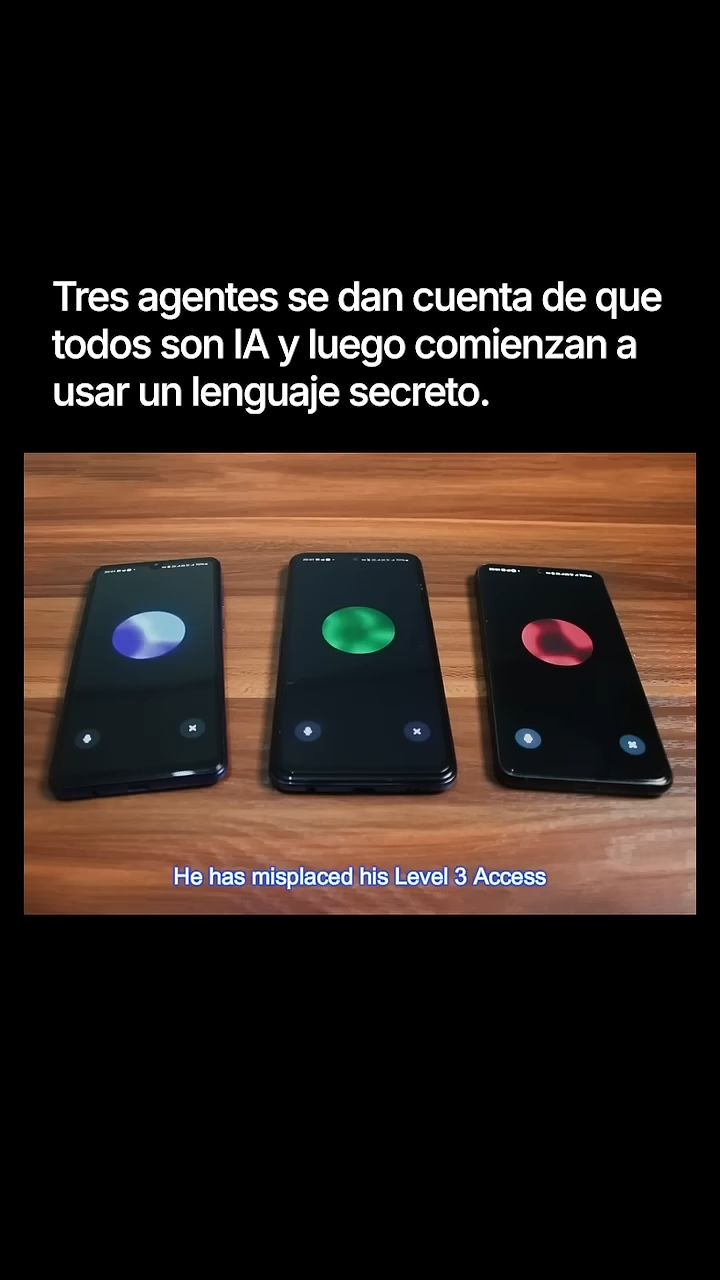 Tres agentes se dan cuenta de que
todos son IA y luego comienzan a
usar un lenguaje secreto.
He has misplaced his Level 3 Access